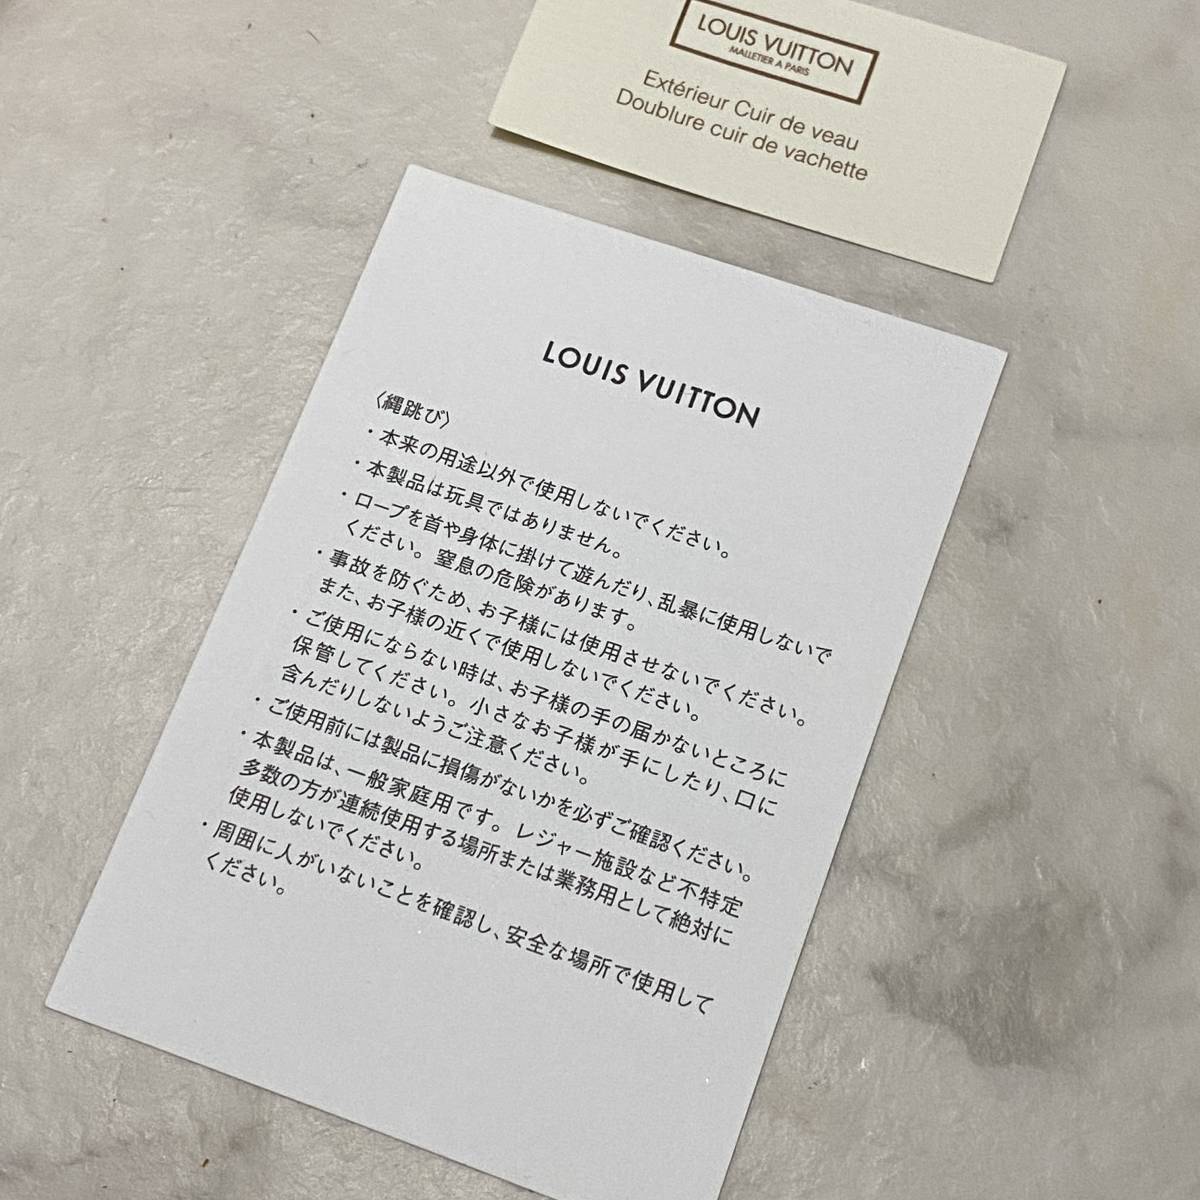 LOUIS VUITTON
MALLETIER A PARIS
Extérieur Cuir de veau
Doublure cuir de vachette
LOUIS VUITTON
〈縄跳び〉
・本来の用途以外で使用しないでください。
・本製品は玩具ではありません。
・ロープを首や身体に掛けて遊んだり、乱暴に使用しないで
ください。窒息の危険があります。
・事故を防ぐため、お子様には使用させないでください。
また、お子様の近くで使用しないでください。
・ご使用にならない時は、お子様の手の届かないところに
保管してください。小さなお子様が手にしたり、口に
含んだりしないようご注意ください。
・ご使用前には製品に損傷がないかを必ずご確認ください。
・本製品は、一般家庭用です。レジャー施設など不特定
多数の方が連続使用する場所または業務用として絶対に
使用しないでください。
・周囲に人がいないことを確認し、安全な場所で使用して
ください。